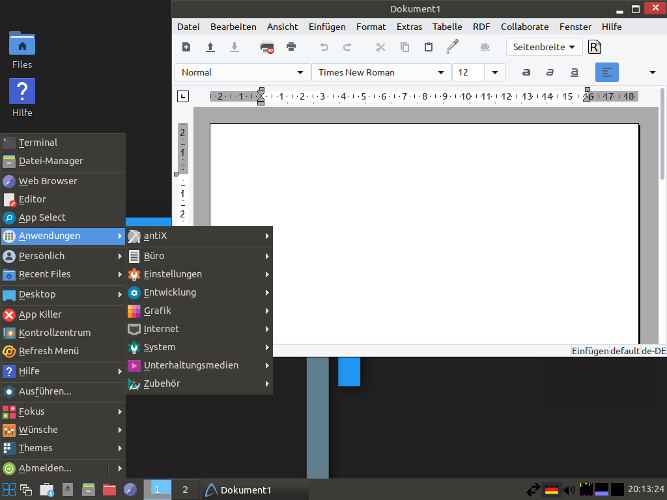 Dokument1
Datei Bearbeiten Ansicht Einfügen Format Extras Tabelle RDF Collaborate Fenster Hilfe
Seitenbreite
R
Normal Times New Roman 12 a a a
2 1 1 2 3 4 5 6 7 8 9 10 11 12 13 14 15 16 17 18
2
1
1
2
Files
Hilfe
Terminal
Datei-Manager
Web Browser
Editor
App Select
Anwendungen
Persönlich
Recent Files
Desktop
App Killer
Kontrollzentrum
Refresh Menü
Hilfe
Ausführen...
Fokus
Wünsche
Themes
Abmelden...
antiX
Büro
Einstellungen
Entwicklung
Grafik
Internet
System
Unterhaltungsmedien
Zubehör
Einfügen default de-DE
1 2 Dokument1 20:13:24